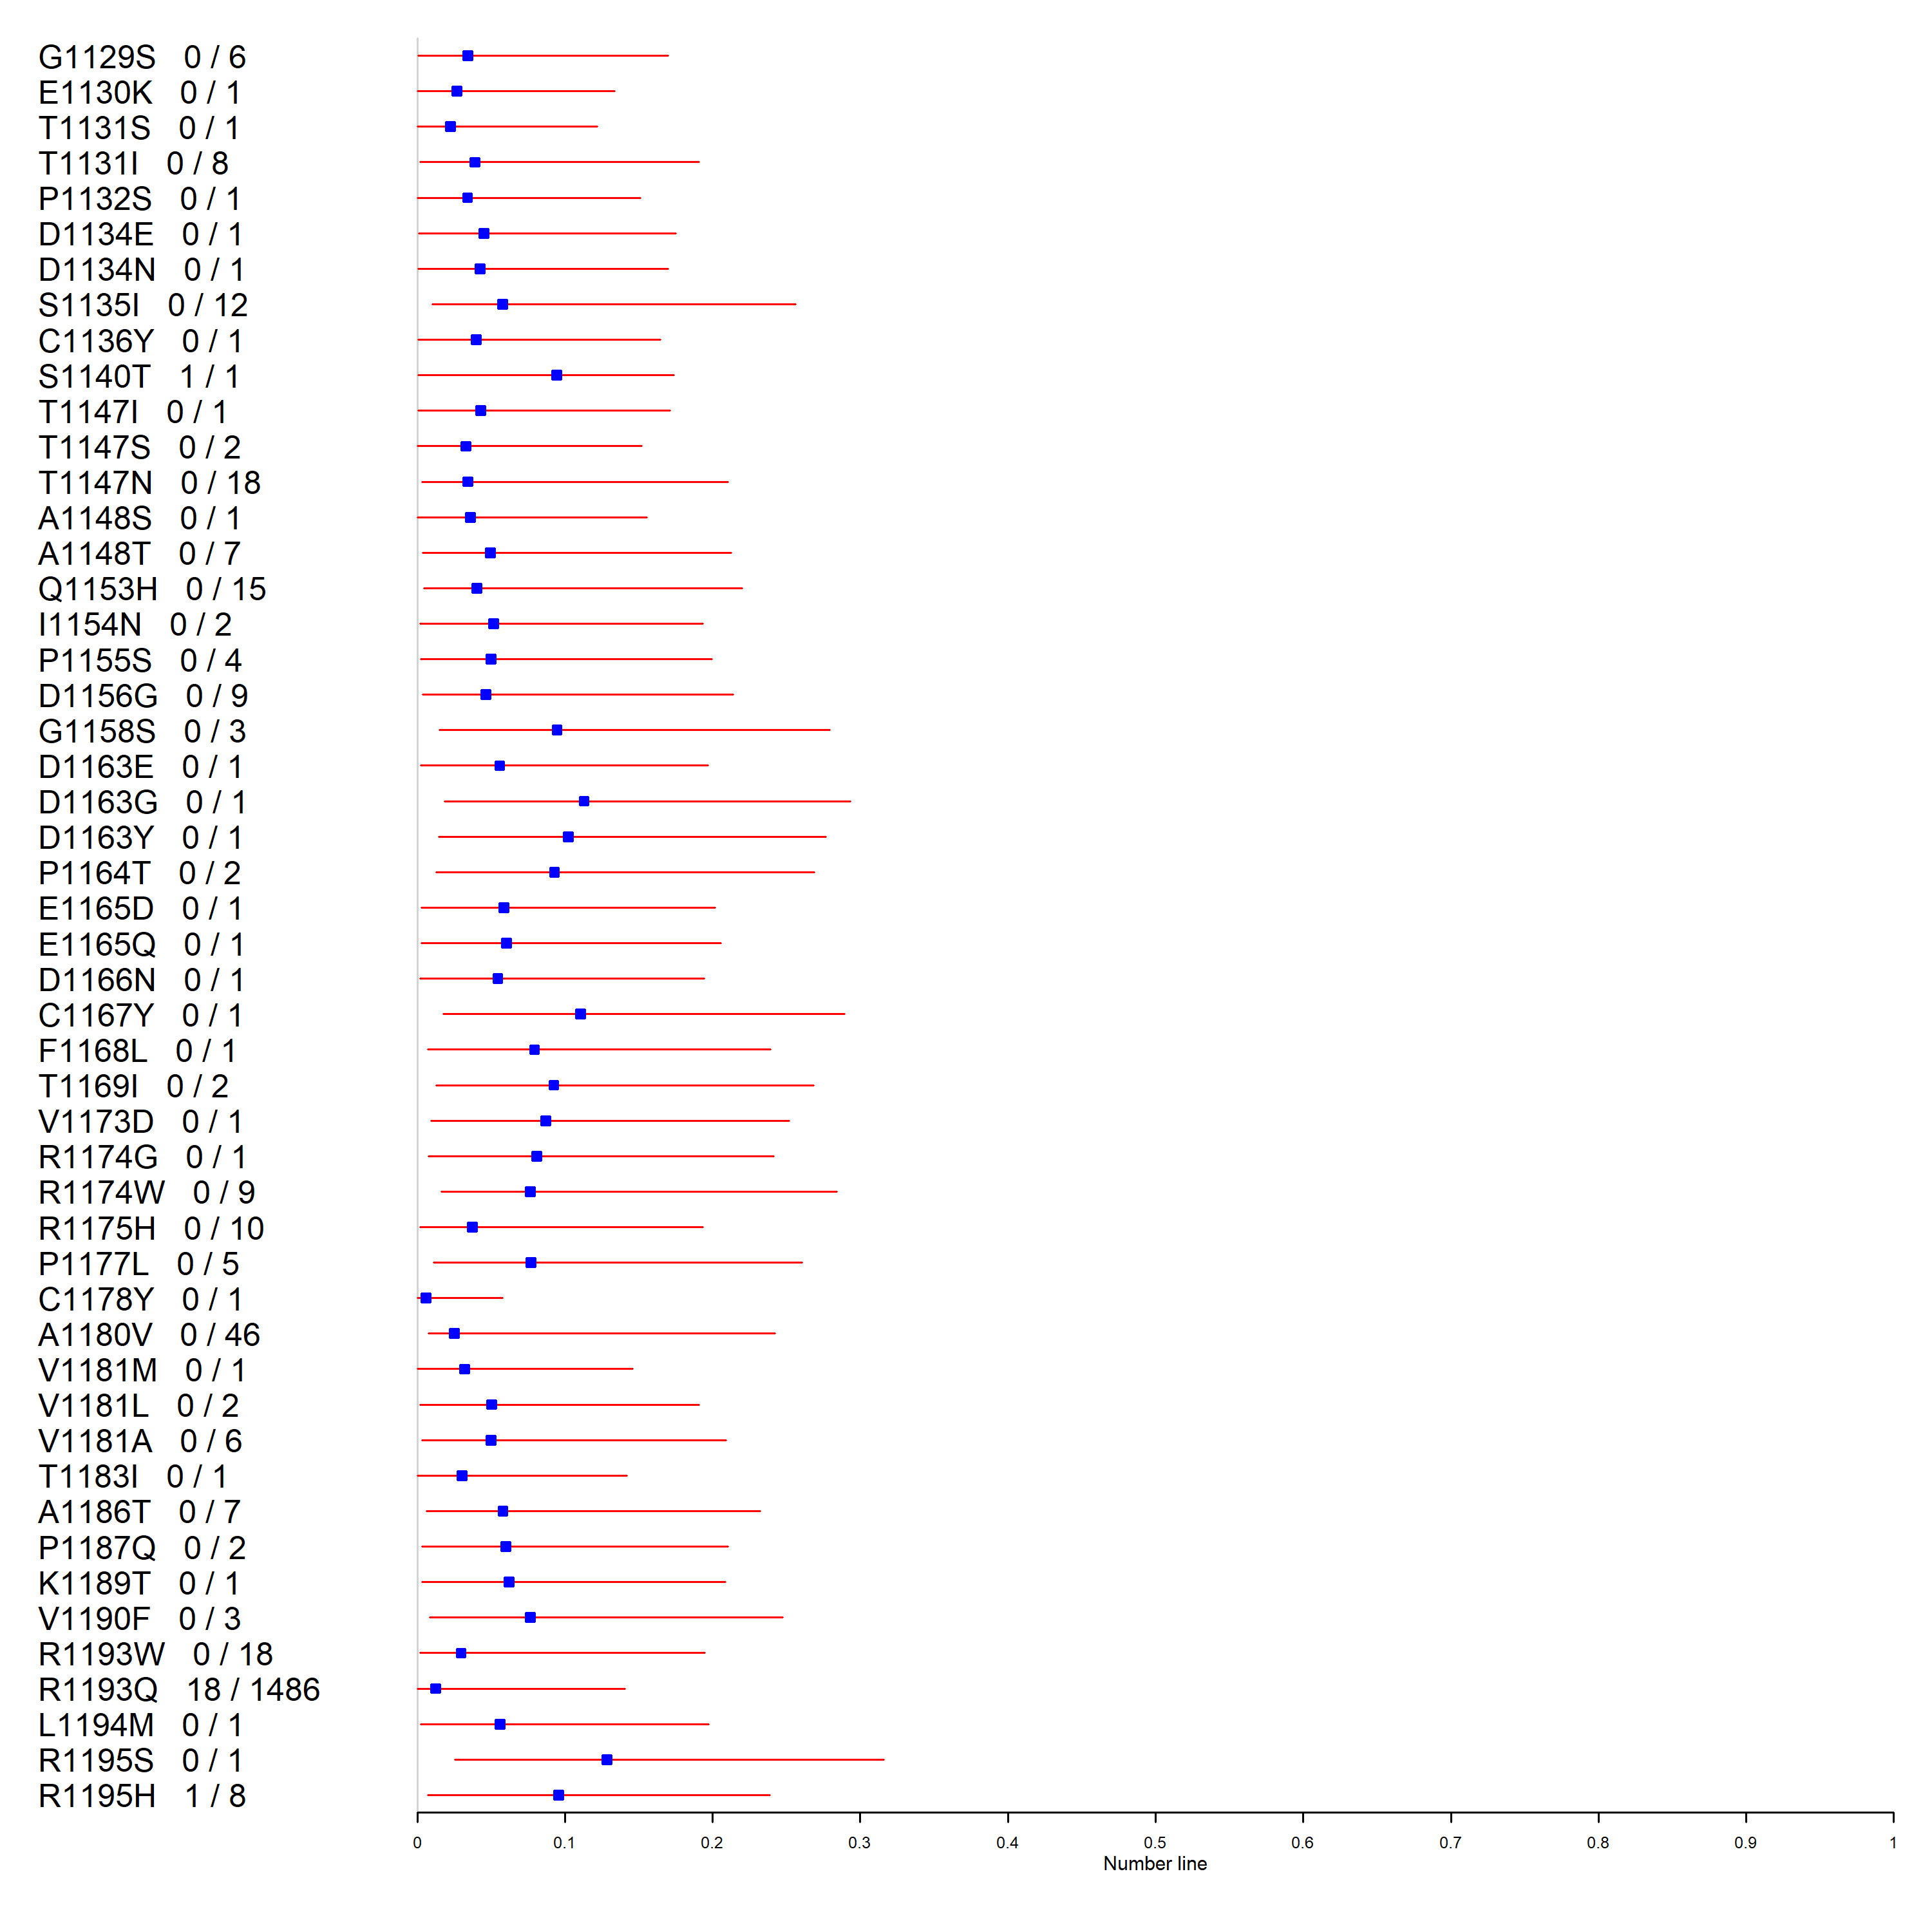 G1129S 0 / 6
E1130K 0 / 1
T1131S 0 / 1
T1131I 0 / 8
P1132S 0 / 1
D1134E 0 / 1
D1134N 0 / 1
S1135I 0 / 12
C1136Y 0 / 1
S1140T 1 / 1
T1147I 0 / 1
T1147S 0 / 2
T1147N 0 / 18
A1148S 0 / 1
A1148T 0 / 7
Q1153H 0 / 15
I1154N 0 / 2
P1155S 0 / 4
D1156G 0 / 9
G1158S 0 / 3
D1163E 0 / 1
D1163G 0 / 1
D1163Y 0 / 1
P1164T 0 / 2
E1165D 0 / 1
E1165Q 0 / 1
D1166N 0 / 1
C1167Y 0 / 1
F1168L 0 / 1
T1169I 0 / 2
V1173D 0 / 1
R1174G 0 / 1
R1174W 0 / 9
R1175H 0 / 10
P1177L 0 / 5
C1178Y 0 / 1
A1180V 0 / 46
V1181M 0 / 1
V1181L 0 / 2
V1181A 0 / 6
T1183I 0 / 1
A1186T 0 / 7
P1187Q 0 / 2
K1189T 0 / 1
V1190F 0 / 3
R1193W 0 / 18
R1193Q 18 / 1486
L1194M 0 / 1
R1195S 0 / 1
R1195H 1 / 8
0 0.1 0.2 0.3 0.4 0.5 0.6 0.7 0.8 0.9 1
Number line